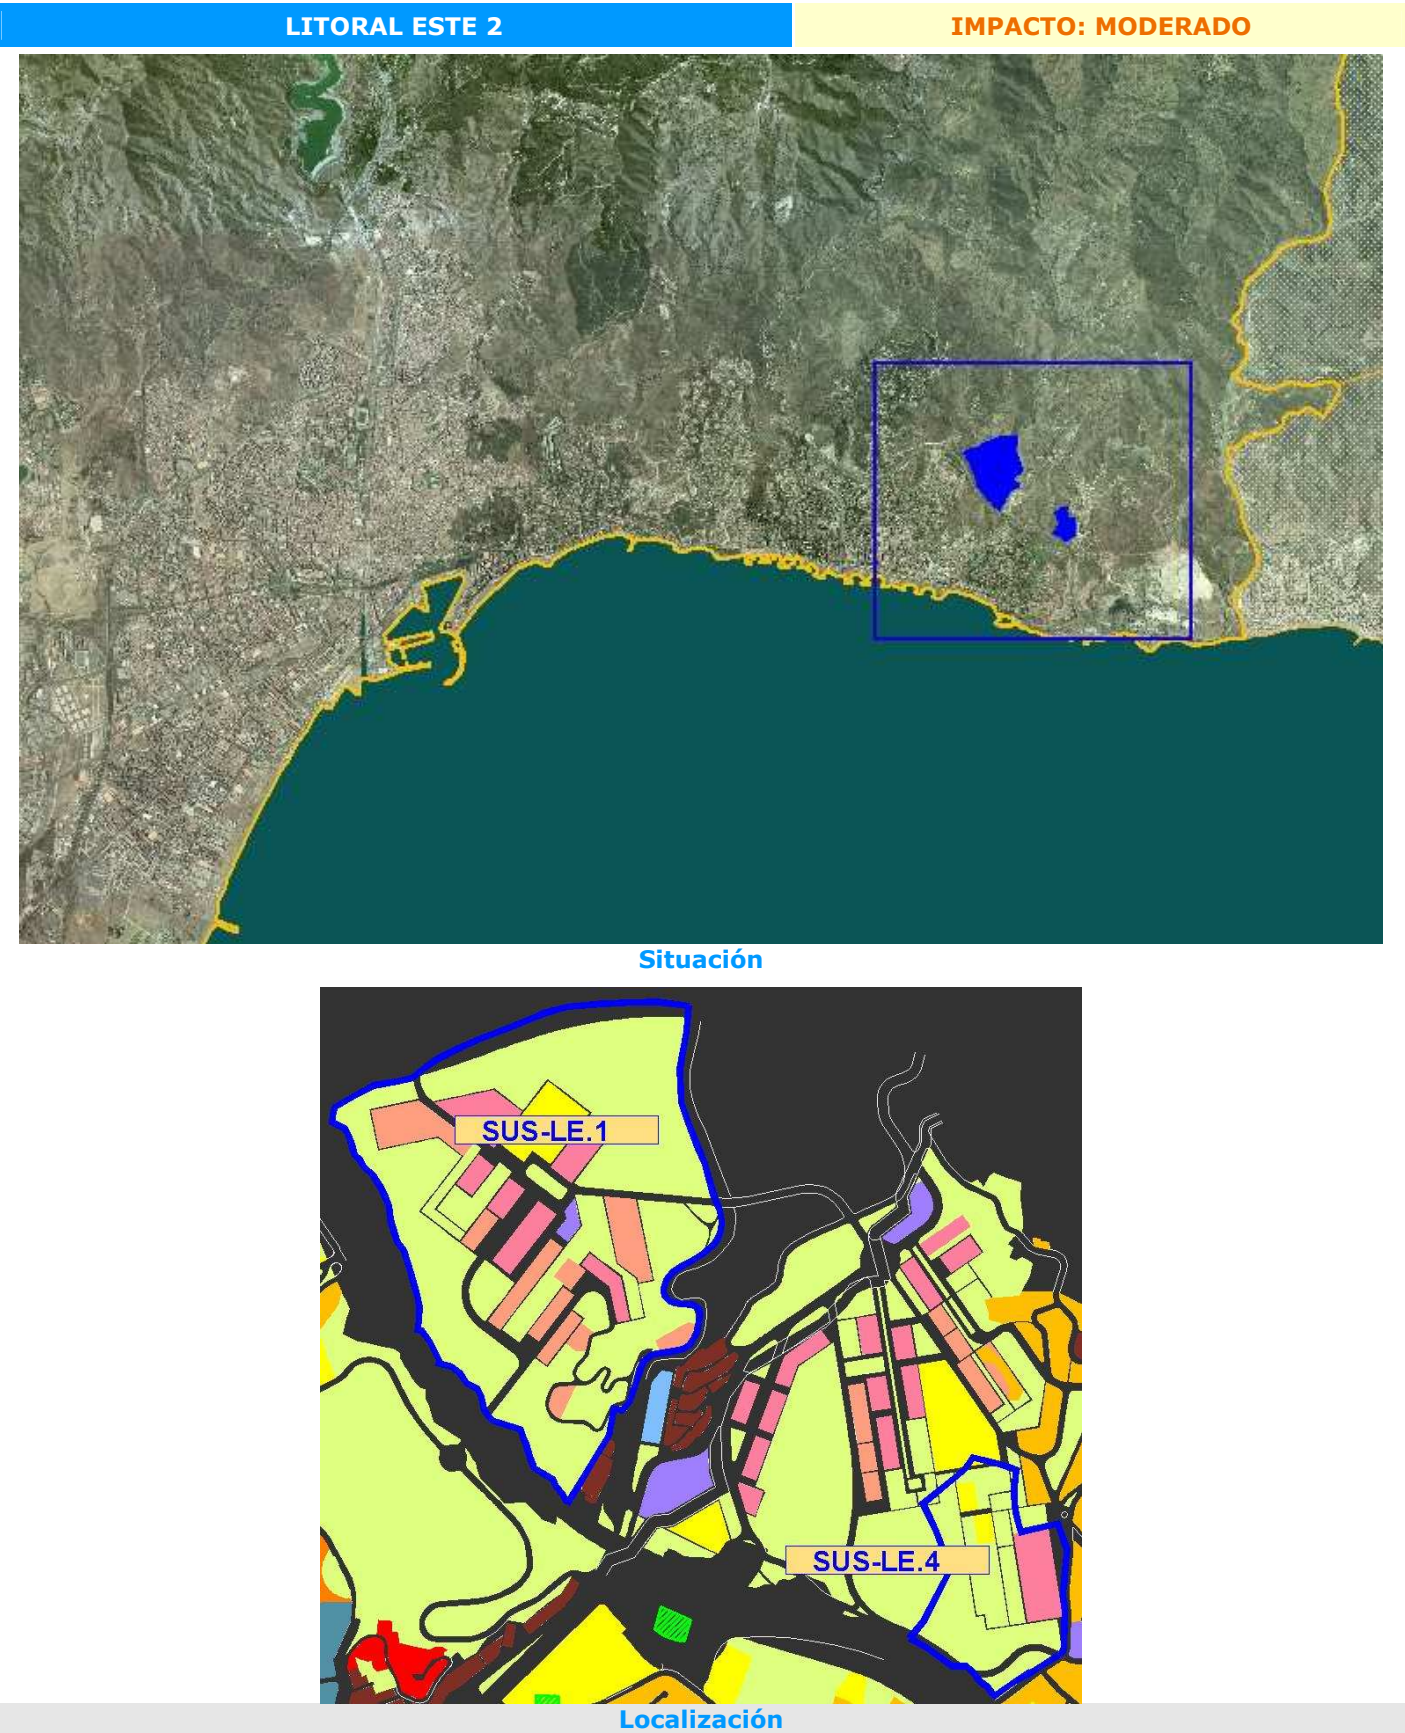 LITORAL ESTE 2
IMPACTO: MODERADO
Situación
SUS-LE.1
SUS-LE.4
Localización